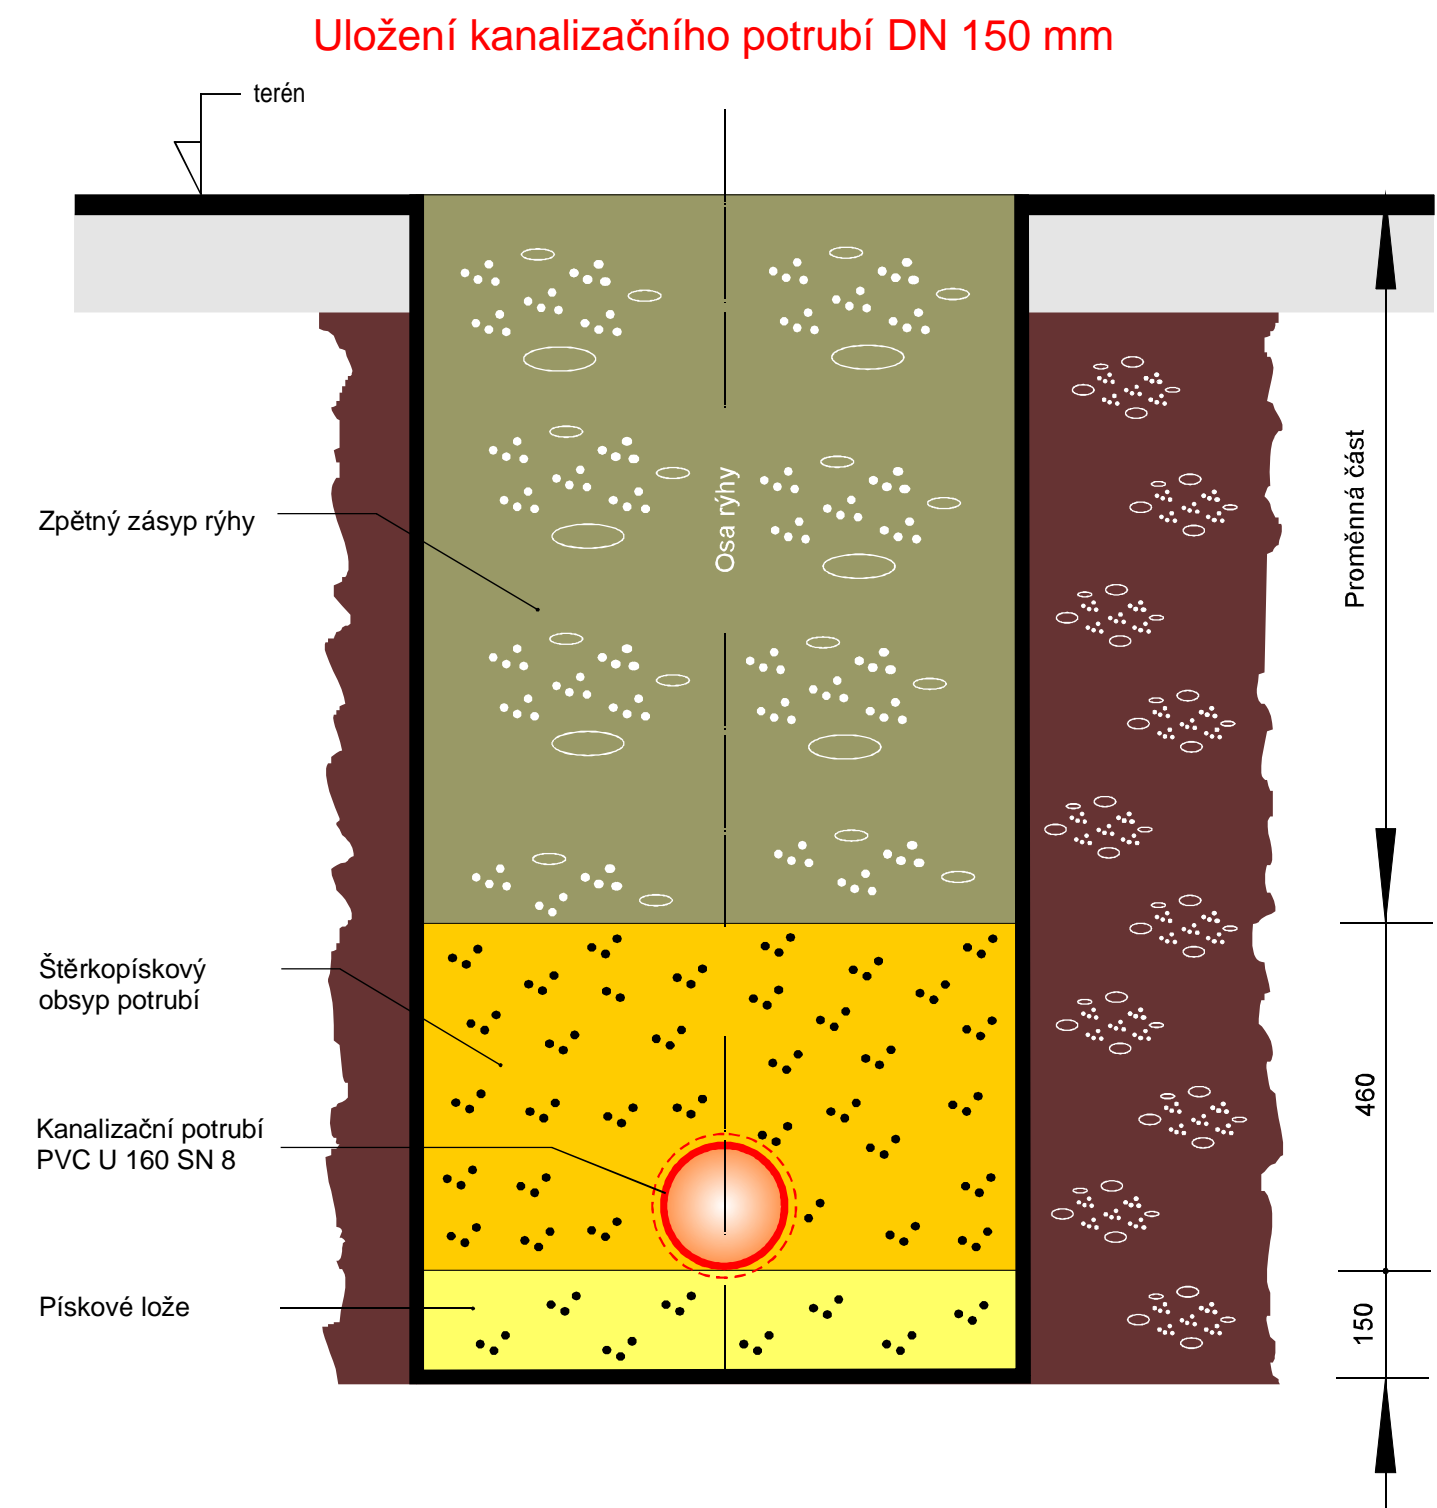 Uložení kanalizačního potrubí DN 150 mm
terén
Osa rýhy
Proměnná část
Zpětný zásyp rýhy
Štěrkopískový
obsyp potrubí
460
Kanalizační potrubí
PVC U 160 SN 8
Pískové lože
150